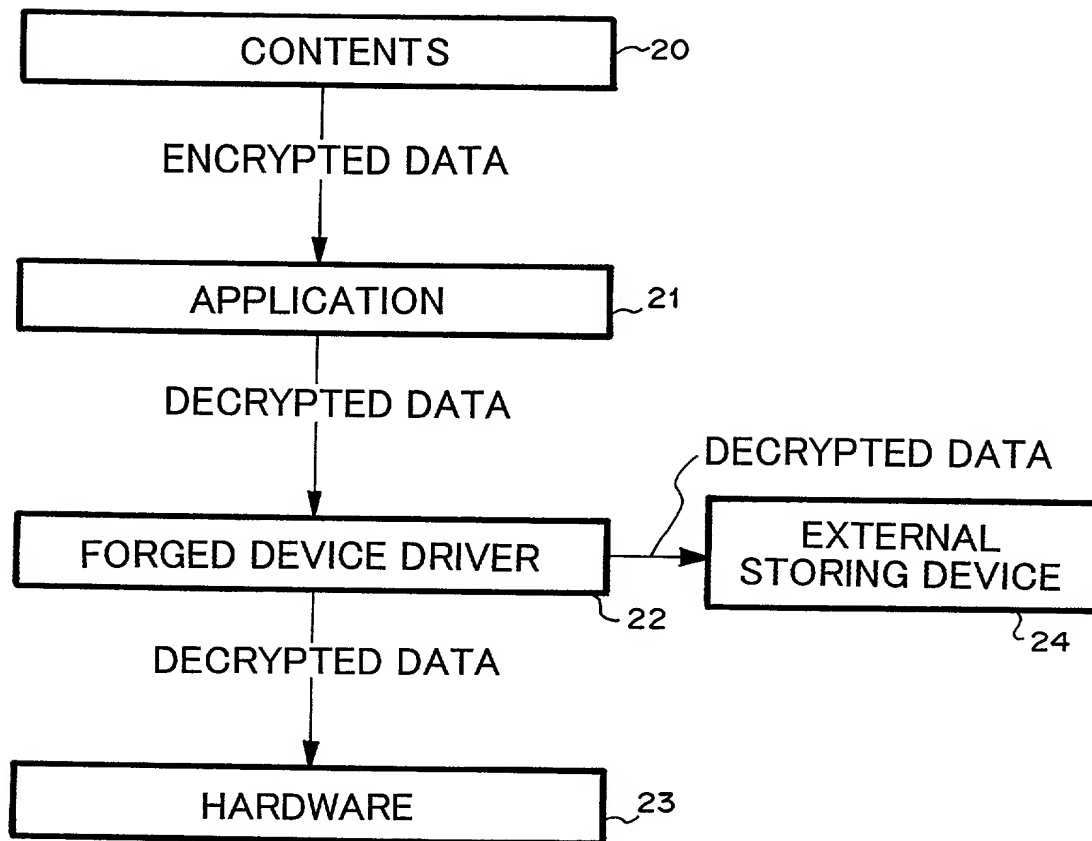 CONTENTS
20
ENCRYPTED DATA
APPLICATION
21
DECRYPTED DATA
DECRYPTED DATA
FORGED DEVICE DRIVER
22
EXTERNAL
STORING DEVICE
24
DECRYPTED DATA
HARDWARE
23